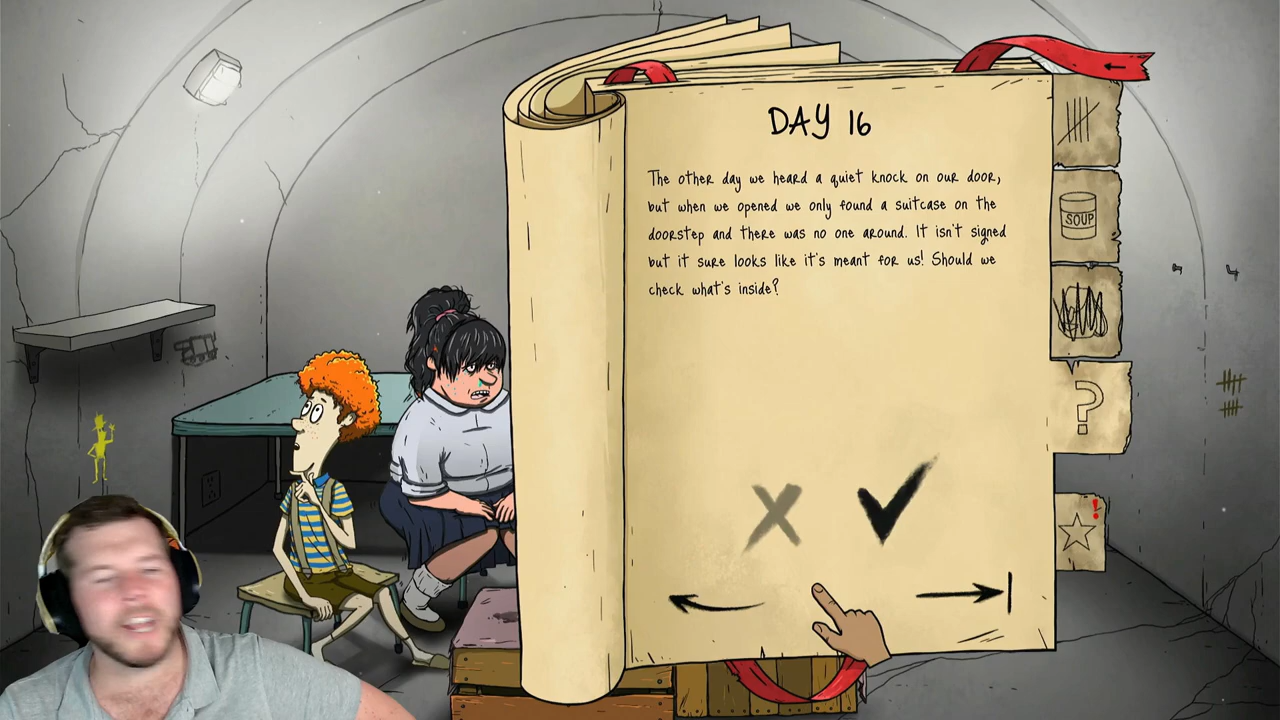 DAY 16
The other day we heard a quiet knock on our door,
but when we opened we only found a suitcase on the
doorstep and there was no one around. It isn't signed
but it sure looks like it's meant for us! Should we
check what's inside?
SOUP
?
!